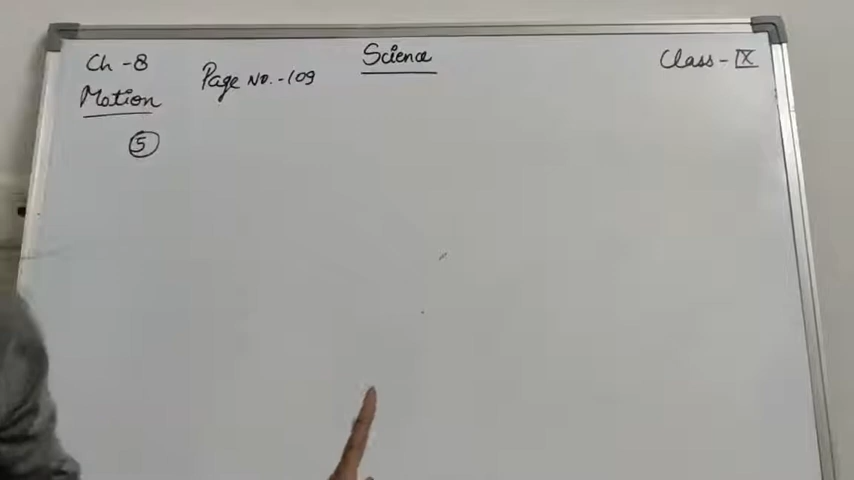 Ch - 8
Science
Class - IX
Page No. - 109
Motion
5